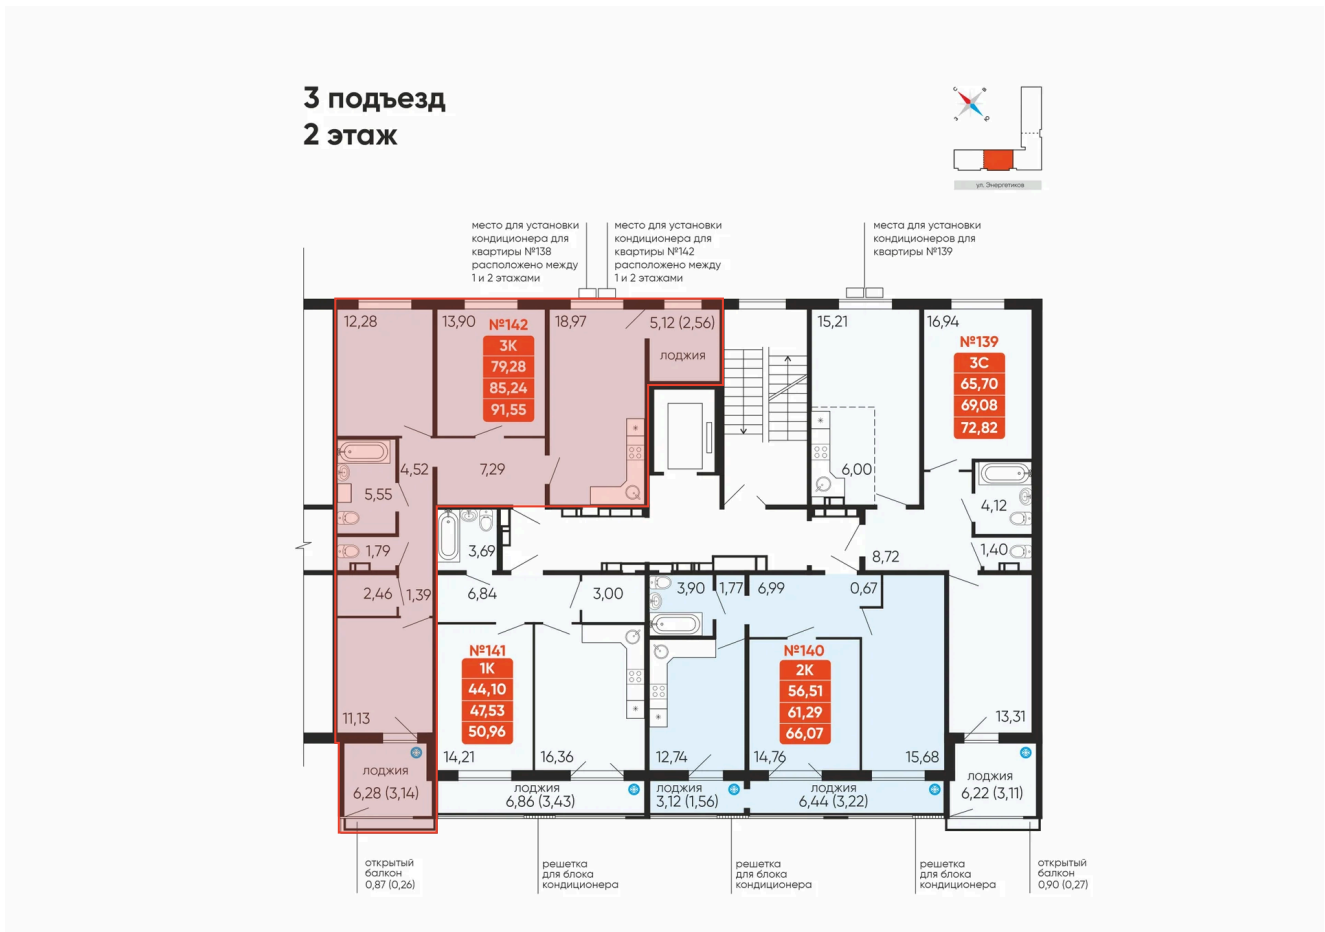 3 подъезд
2 этаж
С
В
З
Ю
ул. Энергетиков
место для установки
кондиционера для
квартиры №138
расположено между
1 и 2 этажами
место для установки
кондиционера для
квартиры №142
расположено между
1 и 2 этажами
места для установки
кондиционеров для
квартиры №139
12,28
13,90
№142
3К
79,28
85,24
91,55
18,97
5,12 (2,56)
лоджия
15,21
16,94
№139
3С
65,70
69,08
72,82
4,52
7,29
6,00
5,55
4,12
1,79
3,69
8,72
1,40
2,46
1,39
6,84
3,00
3,90
1,77
6,99
0,67
№141
1К
44,10
47,53
50,96
№140
2К
56,51
61,29
66,07
11,13
14,21
16,36
12,74
14,76
15,68
13,31
лоджия
6,28 (3,14)
лоджия
6,86 (3,43)
лоджия
3,12 (1,56)
лоджия
6,44 (3,22)
лоджия
6,22 (3,11)
открытый
балкон
0,87 (0,26)
решетка
для блока
кондиционера
решетка
для блока
кондиционера
решетка
для блока
кондиционера
открытый
балкон
0,90 (0,27)